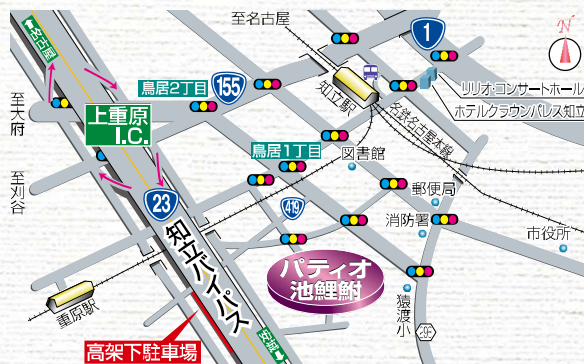 至名古屋
N
名古屋
1
鳥居2丁目
155
知立駅
リリオ・コンサートホール
ホテルクラウンパレス知立
至大府
上重原
I.C.
名鉄名古屋本線
鳥居1丁目
図書館
至刈谷
23
419
郵便局
消防署
市役所
知立バイパス
パティオ
池鯉鮒
重原駅
猿渡小
298
高架下駐車場